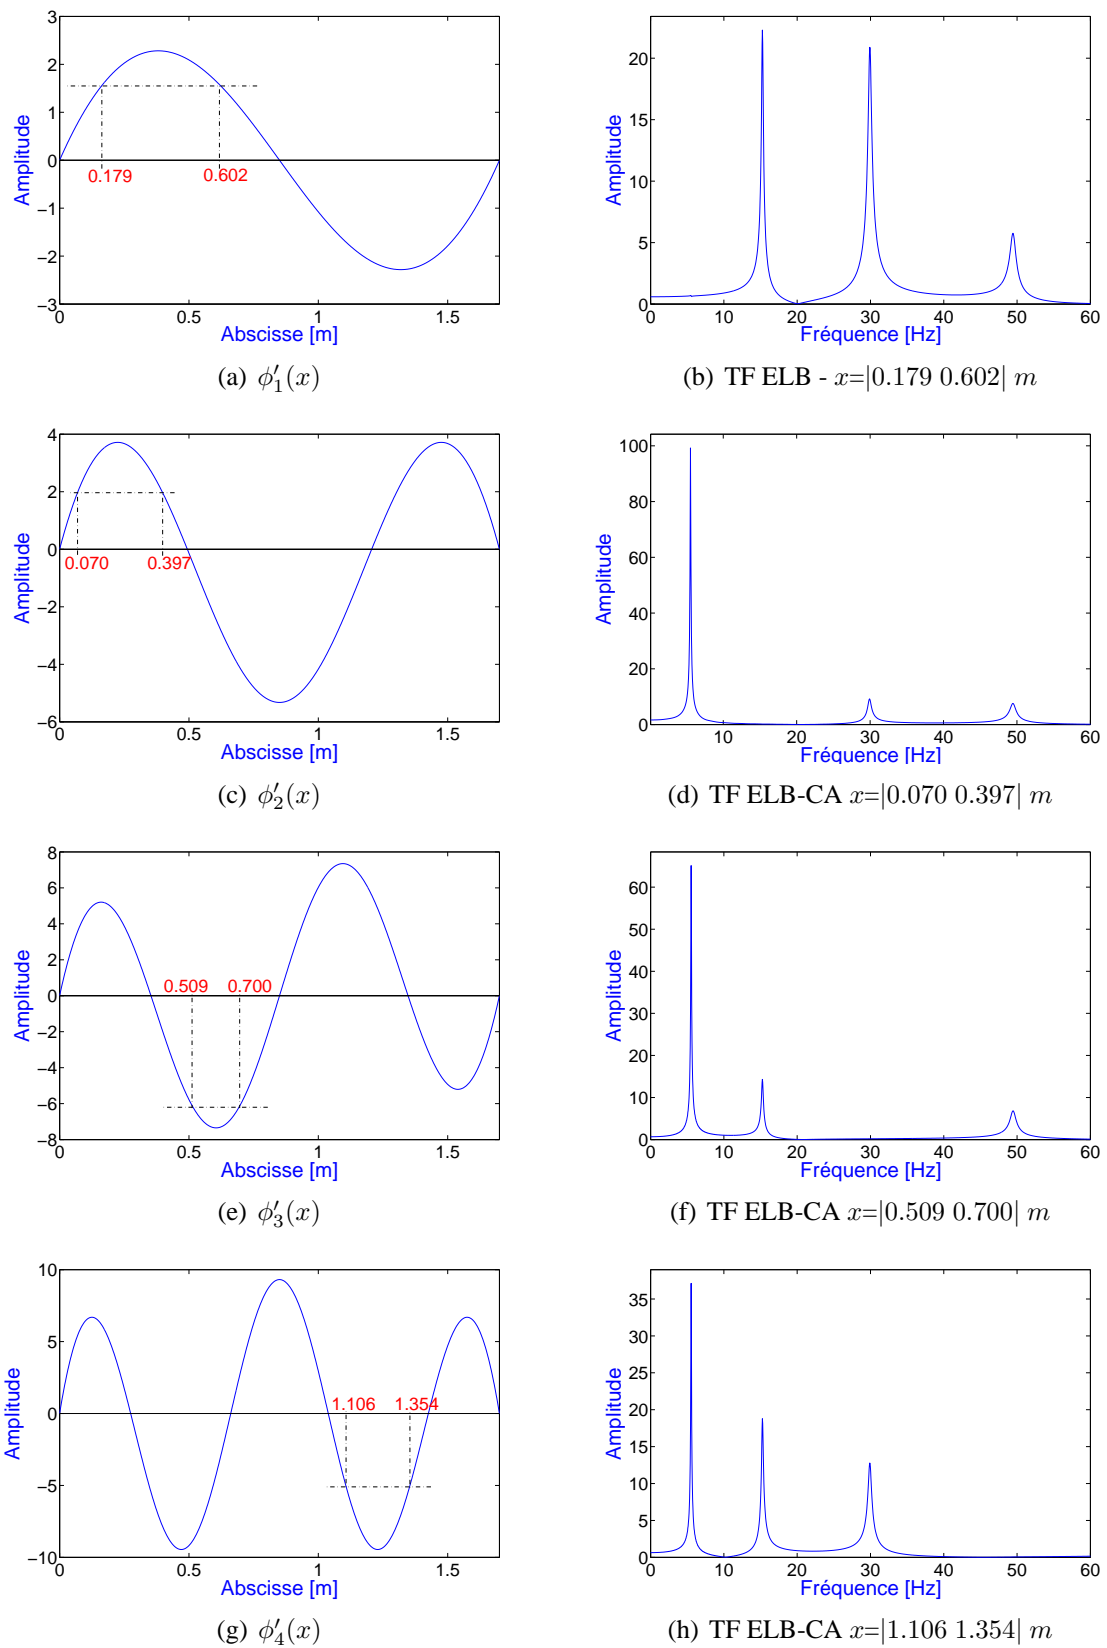 3
2
1
0
−1
−2
−3
0 0.5 1 1.5
0.179 0.602
Amplitude
Abscisse [m]
(a) ϕ′1(x)
20
15
10
5
0
0 10 20 30 40 50 60
Amplitude
Fréquence [Hz]
(b) TF ELB - x=|0.179 0.602| m
4
2
0
−2
−4
−6
0 0.5 1 1.5
0.070 0.397
Amplitude
Abscisse [m]
(c) ϕ′2(x)
100
80
60
40
20
0
0 10 20 30 40 50 60
Amplitude
Fréquence [Hz]
(d) TF ELB-CA x=|0.070 0.397| m
8
6
4
2
0
−2
−4
−6
−8
0 0.5 1 1.5
0.509 0.700
Amplitude
Abscisse [m]
(e) ϕ′3(x)
60
50
40
30
20
10
0
0 10 20 30 40 50 60
Amplitude
Fréquence [Hz]
(f) TF ELB-CA x=|0.509 0.700| m
10
5
0
−5
−10
0 0.5 1 1.5
1.106 1.354
Amplitude
Abscisse [m]
(g) ϕ′4(x)
35
30
25
20
15
10
5
0
0 10 20 30 40 50 60
Amplitude
Fréquence [Hz]
(h) TF ELB-CA x=|1.106 1.354| m